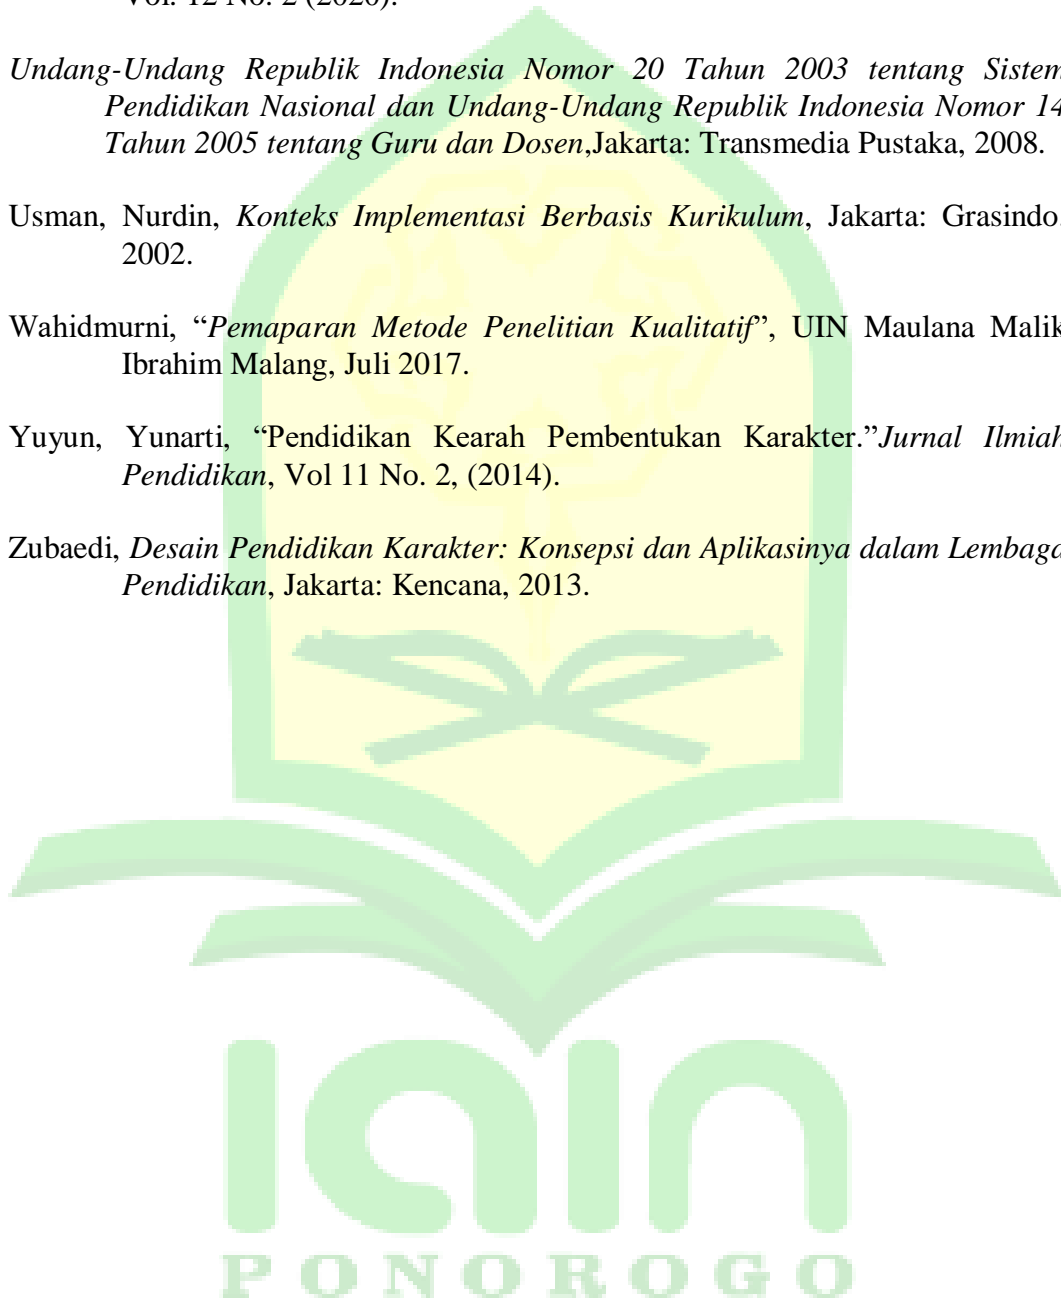 Vol. 12 No. 2 (2020).
Undang-Undang Republik Indonesia Nomor 20 Tahun 2003 tentang Sistem
Pendidikan Nasional dan Undang-Undang Republik Indonesia Nomor 14
Tahun 2005 tentang Guru dan Dosen,Jakarta: Transmedia Pustaka, 2008.
Usman, Nurdin, Konteks Implementasi Berbasis Kurikulum, Jakarta: Grasindo,
2002.
Wahidmurni, “Pemaparan Metode Penelitian Kualitatif”, UIN Maulana Malik
Ibrahim Malang, Juli 2017.
Yuyun, Yunarti, “Pendidikan Kearah Pembentukan Karakter.”Jurnal Ilmiah
Pendidikan, Vol 11 No. 2, (2014).
Zubaedi, Desain Pendidikan Karakter: Konsepsi dan Aplikasinya dalam Lembaga
Pendidikan, Jakarta: Kencana, 2013.
iain
PONOROGO